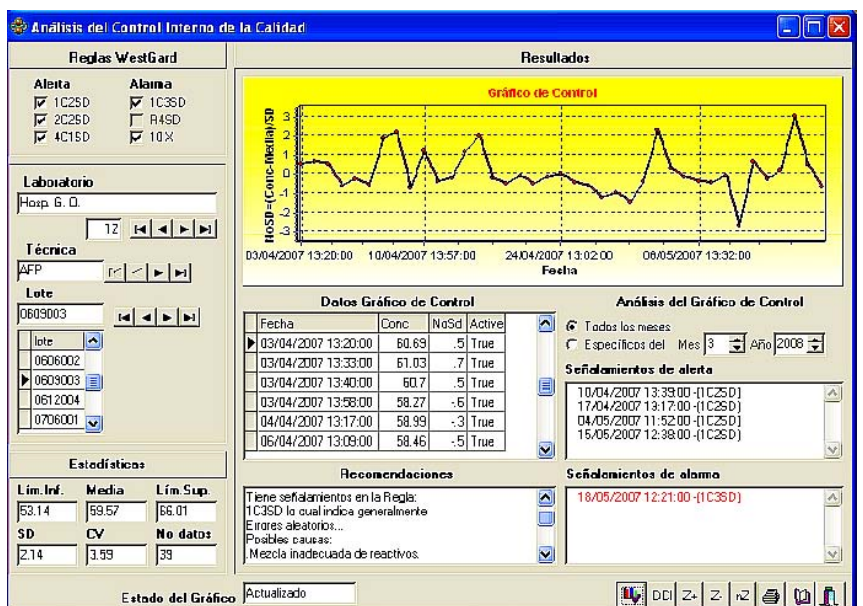 Análisis del Control Interno de la Calidad
Reglas WestGard
Alerta Alarma
1C2SD 1C3SD
2C2SD R4SD
4C1SD 10X
Laboratorio
Hosp. G. O.
12
Técnica
AFP
Lote
0609003
lote
0606002
0609003
0612004
0706001
Estadísticas
Lím.Inf. Media Lím.Sup.
53.14 59.57 66.01
SD CV No datos
2.14 3.59 39
Resultados
Gráfico de Control
NoSD=(Conc-Media)/SD
3
2
1
0
-1
-2
-3
03/04/2007 13:20:00 10/04/2007 13:57:00 24/04/2007 13:02:00 06/05/2007 13:32:00
Fecha
Datos Gráfico de Control
Fecha Conc NoSd Active
03/04/2007 13:20:00 60.69 .5 True
03/04/2007 13:33:00 61.03 .7 True
03/04/2007 13:40:00 60.7 .5 True
03/04/2007 13:58:00 58.27 -.6 True
04/04/2007 13:17:00 58.99 -.3 True
06/04/2007 13:09:00 58.46 -.5 True
Análisis del Gráfico de Control
Todos los meses
Específicos del Mes 3 Año 2008
Señalamientos de alerta
10/04/2007 13:39:00 -(1C2SD)
17/04/2007 13:17:00 -(1C2SD)
04/05/2007 11:52:00 -(1C2SD)
15/05/2007 12:38:00 -(1C2SD)
Recomendaciones
Tiene señalamientos en la Regla:
1C3SD lo cual indica generalmente
Errores aleatorios...
Posibles causas:
.Mezcla inadecuada de reactivos.
Señalamientos de alarma
18/05/2007 12:21:00 -(1C3SD)
Estado del Gráfico Actualizado
DCI Z+ Z- nZ